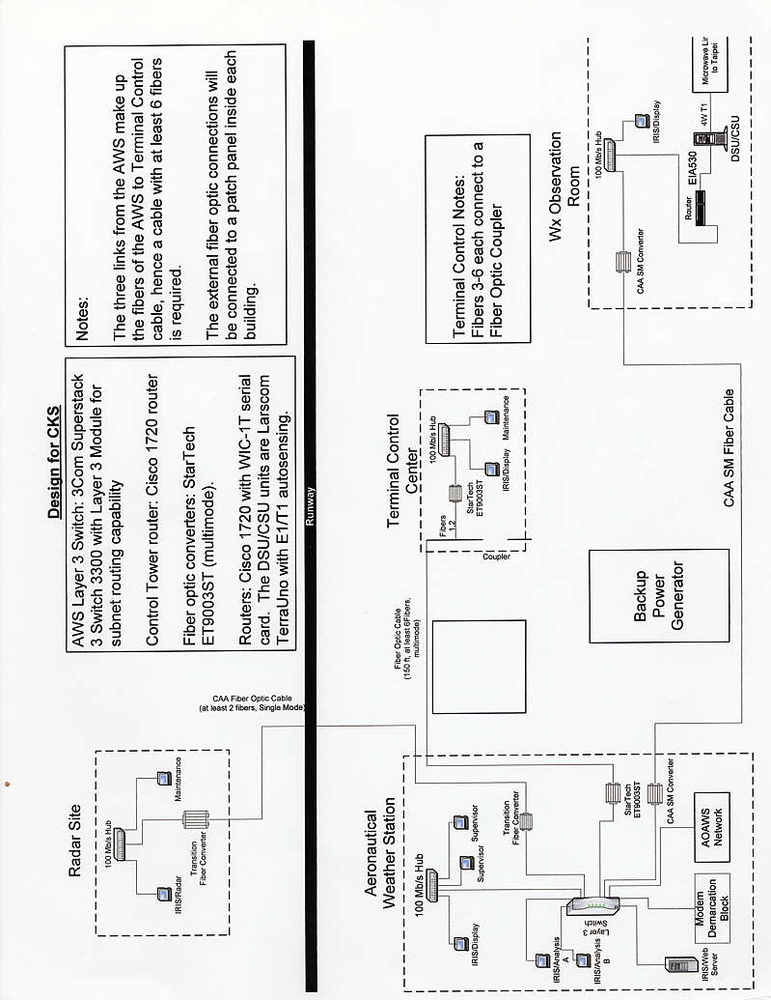 Design for CKS
AWS Layer 3 Switch: 3Com Superstack
3 Switch 3300 with Layer 3 Module for
subnet routing capability
Control Tower router: Cisco 1720 router
Fiber optic converters: StarTech
ET9003ST (multimode).
Routers: Cisco 1720 with WIC-1T serial
card. The DSU/CSU units are Larscom
TerraUno with E1/T1 autosensing.
Notes:
The three links from the AWS make up
the fibers of the AWS to Terminal Control
cable, hence a cable with at least 6 fibers
is required.
The external fiber optic connections will
be connected to a patch panel inside each
building.
Radar Site
100 Mb/s Hub
IRIS/Radar
Maintenance
Transition
Fiber Converter
CAA Fiber Optic Cable
(at least 2 fibers, Single Mode)
Runway
Aeronautical
Weather Station
100 Mb/s Hub
IRIS/Display
Supervisor
Supervisor
Transition
Fiber Converter
IRIS/Analysis
A
IRIS/Analysis
B
Layer 3
Switch
StarTech
ET9003ST
CAA SM Converter
IRIS/Web
Server
Modem
Demarcation
Block
AOAWS
Network
Fiber Optic Cable
(150 ft, at least 6Fibers,
multimode)
Terminal Control
Center
100 Mb/s Hub
Fibers
1,2
StarTech
ET9003ST
IRIS/Display
Maintenance
Coupler
Terminal Control Notes:
Fibers 3-6 each connect to a
Fiber Optic Coupler
Backup
Power
Generator
CAA SM Fiber Cable
Wx Observation
Room
100 Mb/s Hub
IRIS/Display
CAA SM Converter
Router
EIA530
4W T1
DSU/CSU
Microwave Lir
to Taipei